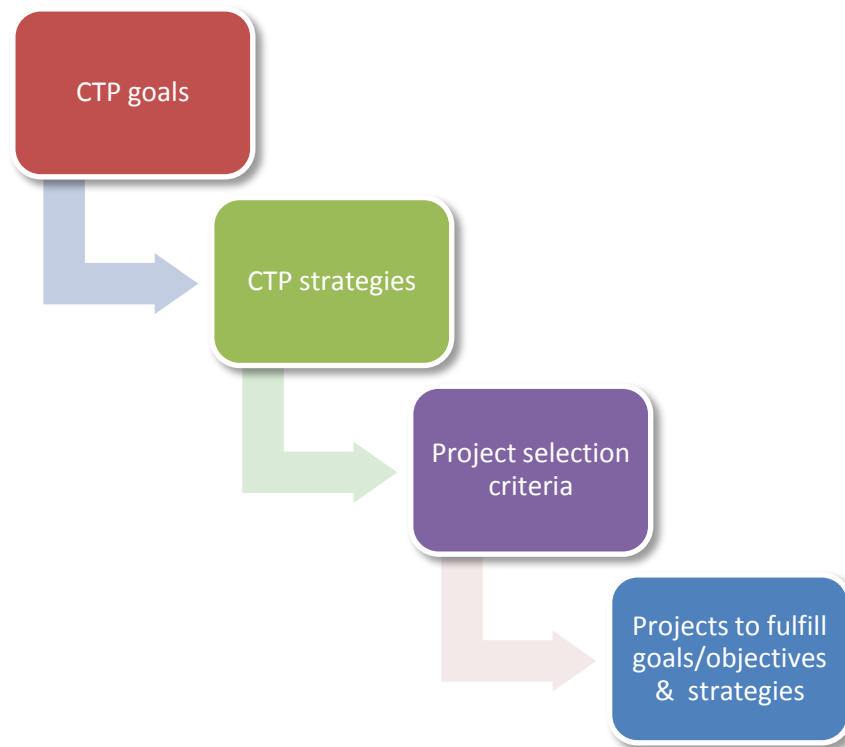 CTP goals
CTP strategies
Project selection
criteria
Projects to fulfill
goals/objectives
& strategies